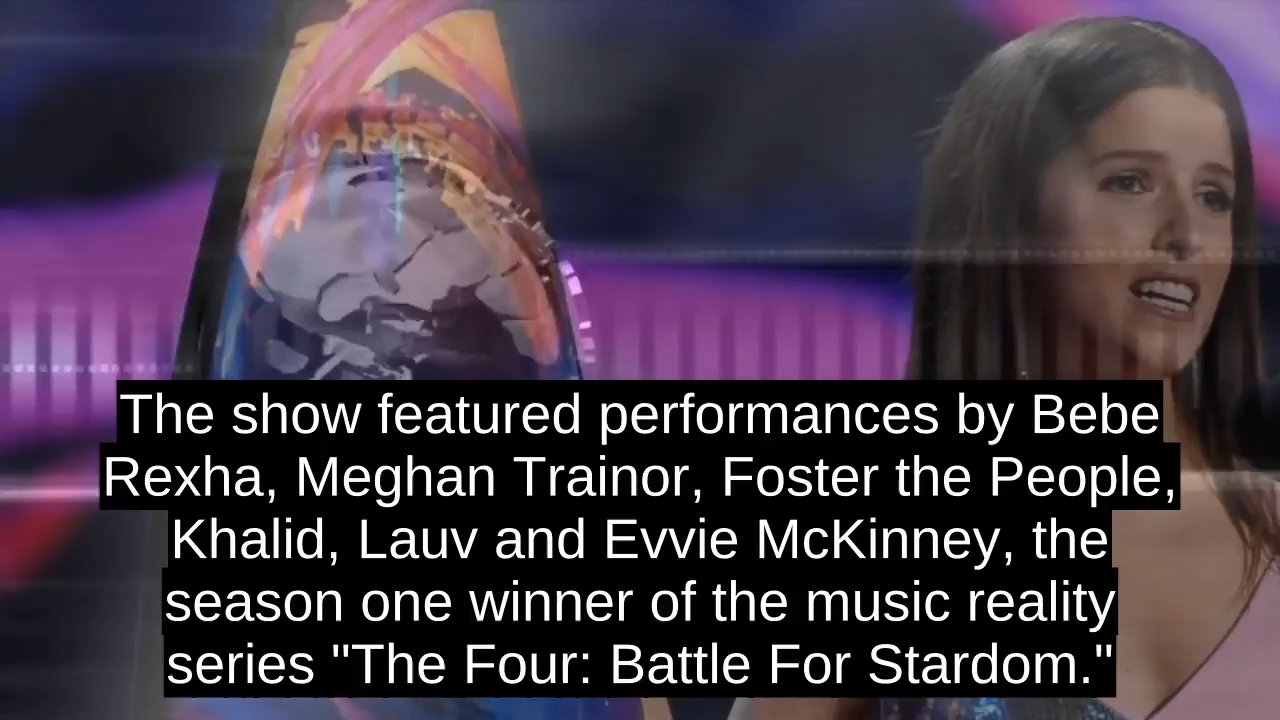 The show featured performances by Bebe
Rexha, Meghan Trainor, Foster the People,
Khalid, Lauv and Evvie McKinney, the
season one winner of the music reality
series "The Four: Battle For Stardom."